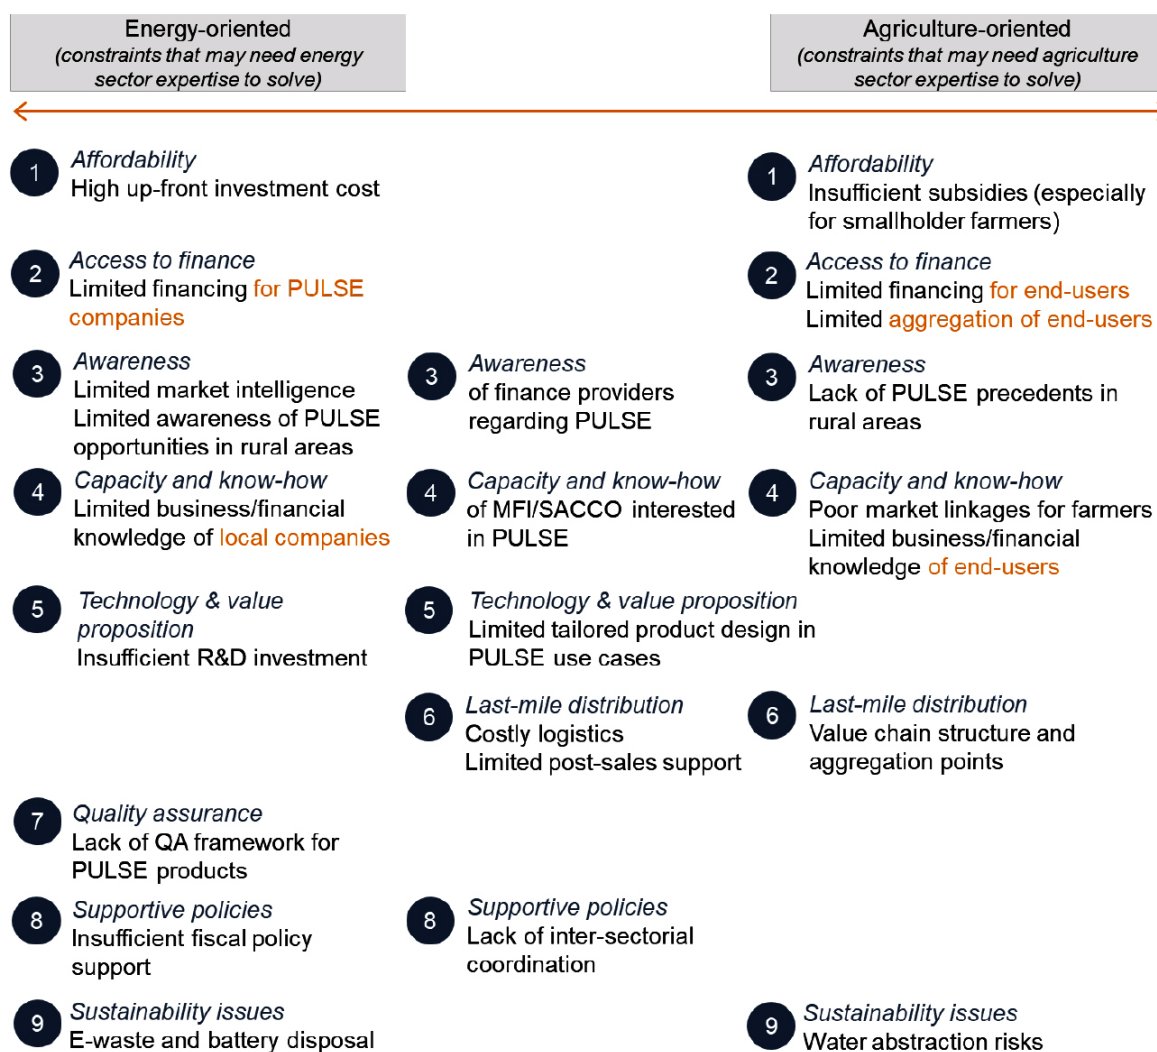 Energy-oriented
(constraints that may need energy
sector expertise to solve)
Agriculture-oriented
(constraints that may need agriculture
sector expertise to solve)
1
Affordability
High up-front investment cost
1
Affordability
Insufficient subsidies (especially
for smallholder farmers)
2
Access to finance
Limited financing for PULSE
companies
2
Access to finance
Limited financing for end-users
Limited aggregation of end-users
3
Awareness
Limited market intelligence
Limited awareness of PULSE
opportunities in rural areas
3
Awareness
of finance providers
regarding PULSE
3
Awareness
Lack of PULSE precedents in
rural areas
4
Capacity and know-how
Limited business/financial
knowledge of local companies
4
Capacity and know-how
of MFI/SACCO interested
in PULSE
4
Capacity and know-how
Poor market linkages for farmers
Limited business/financial
knowledge of end-users
5
Technology & value
proposition
Insufficient R&D investment
5
Technology & value proposition
Limited tailored product design in
PULSE use cases
6
Last-mile distribution
Costly logistics
Limited post-sales support
6
Last-mile distribution
Value chain structure and
aggregation points
7
Quality assurance
Lack of QA framework for
PULSE products
8
Supportive policies
Insufficient fiscal policy
support
8
Supportive policies
Lack of inter-sectorial
coordination
9
Sustainability issues
E-waste and battery disposal
9
Sustainability issues
Water abstraction risks